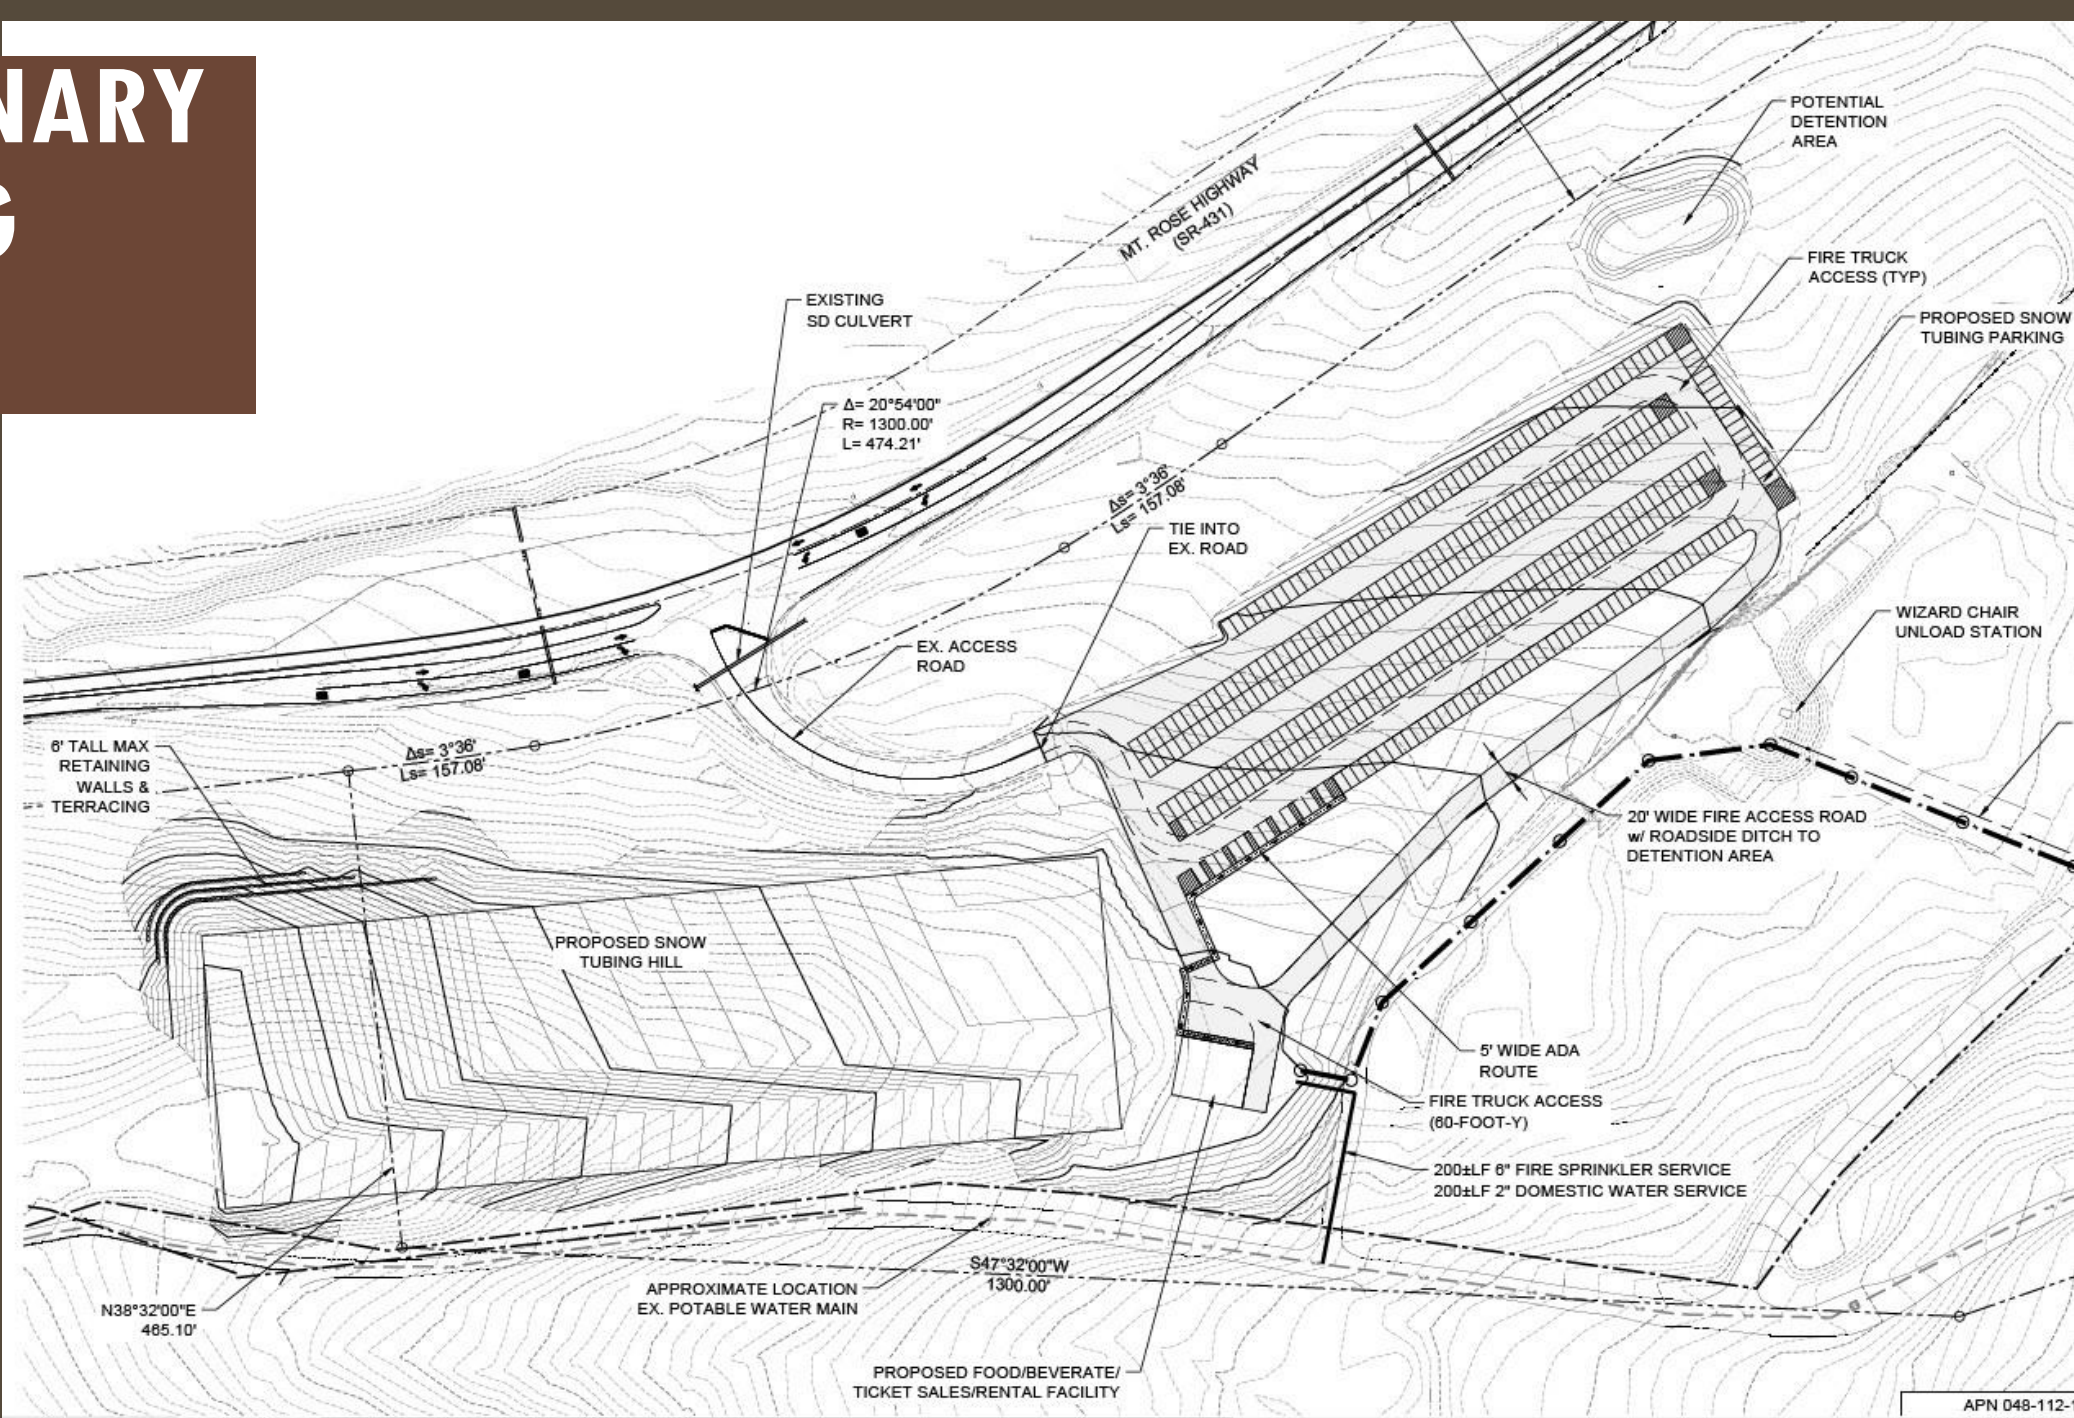 NARY
G
POTENTIAL
DETENTION
AREA
MT. ROSE HIGHWAY
(SR-431)
FIRE TRUCK
ACCESS (TYP)
EXISTING
SD CULVERT
PROPOSED SNOW
TUBING PARKING
Δ= 20°54'00"
R= 1300.00'
L= 474.21'
Δs= 3°36'
Ls= 157.08'
TIE INTO
EX. ROAD
WIZARD CHAIR
UNLOAD STATION
EX. ACCESS
ROAD
6' TALL MAX
RETAINING
WALLS &
TERRACING
Δs= 3°36'
Ls= 157.08'
20' WIDE FIRE ACCESS ROAD
w/ ROADSIDE DITCH TO
DETENTION AREA
PROPOSED SNOW
TUBING HILL
5' WIDE ADA
ROUTE
FIRE TRUCK ACCESS
(60-FOOT-Y)
200±LF 6" FIRE SPRINKLER SERVICE
200±LF 2" DOMESTIC WATER SERVICE
S47°32'00"W
1300.00'
APPROXIMATE LOCATION
EX. POTABLE WATER MAIN
N38°32'00"E
465.10'
PROPOSED FOOD/BEVERATE/
TICKET SALES/RENTAL FACILITY
APN 048-112-1